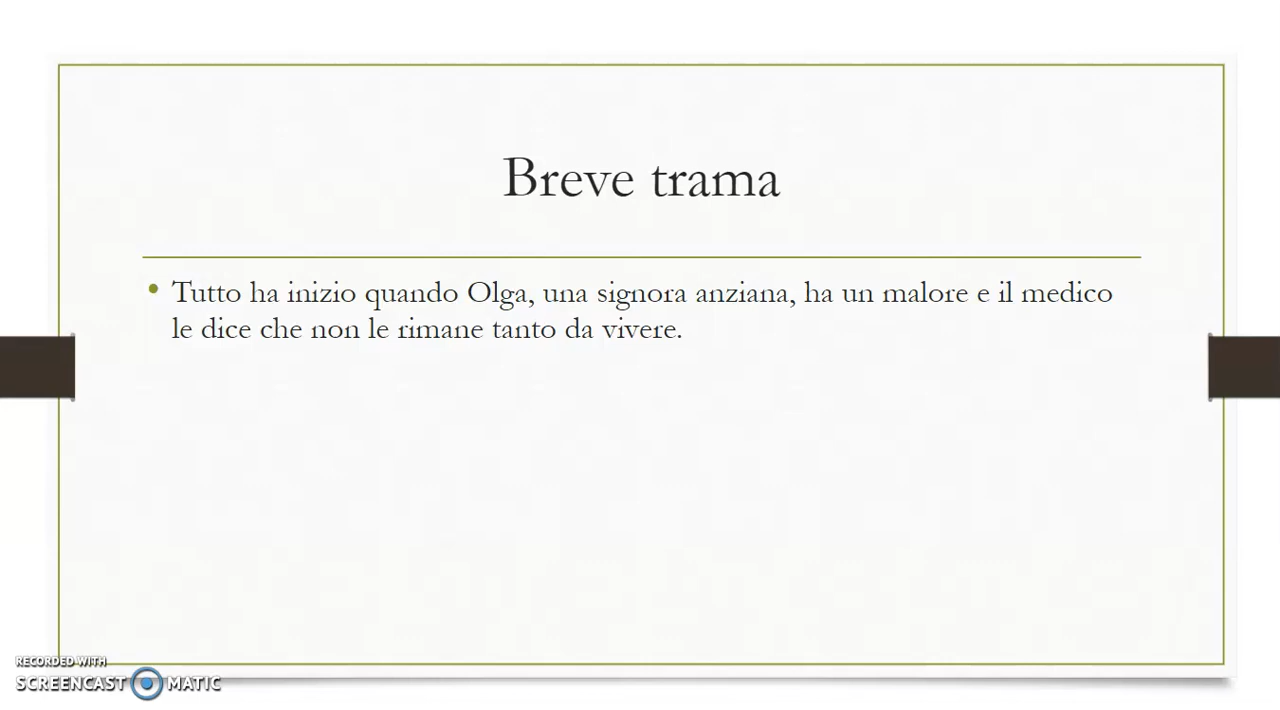 Breve trama
• Tutto ha inizio quando Olga, una signora anziana, ha un malore e il medico
le dice che non le rimane tanto da vivere.
RECORDED WITH
SCREENCAST MATIC